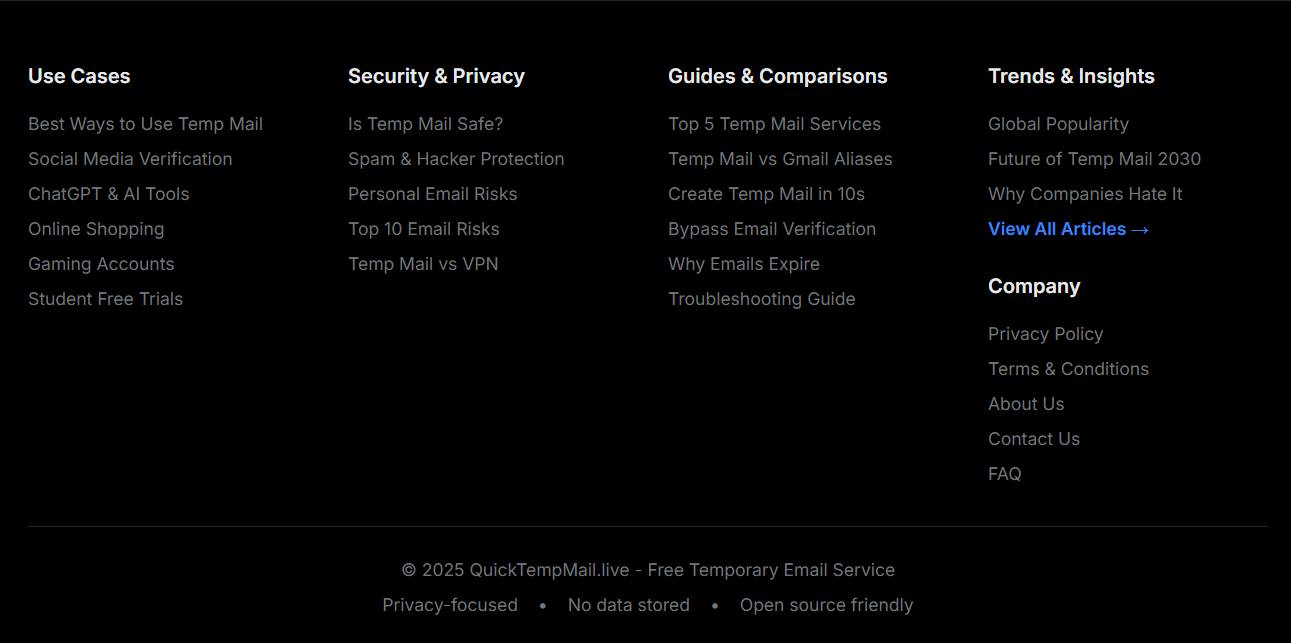 Use Cases
Best Ways to Use Temp Mail
Social Media Verification
ChatGPT & AI Tools
Online Shopping
Gaming Accounts
Student Free Trials
Security & Privacy
Is Temp Mail Safe?
Spam & Hacker Protection
Personal Email Risks
Top 10 Email Risks
Temp Mail vs VPN
Guides & Comparisons
Top 5 Temp Mail Services
Temp Mail vs Gmail Aliases
Create Temp Mail in 10s
Bypass Email Verification
Why Emails Expire
Troubleshooting Guide
Trends & Insights
Global Popularity
Future of Temp Mail 2030
Why Companies Hate It
View All Articles →
Company
Privacy Policy
Terms & Conditions
About Us
Contact Us
FAQ
© 2025 QuickTempMail.live - Free Temporary Email Service
Privacy-focused • No data stored • Open source friendly